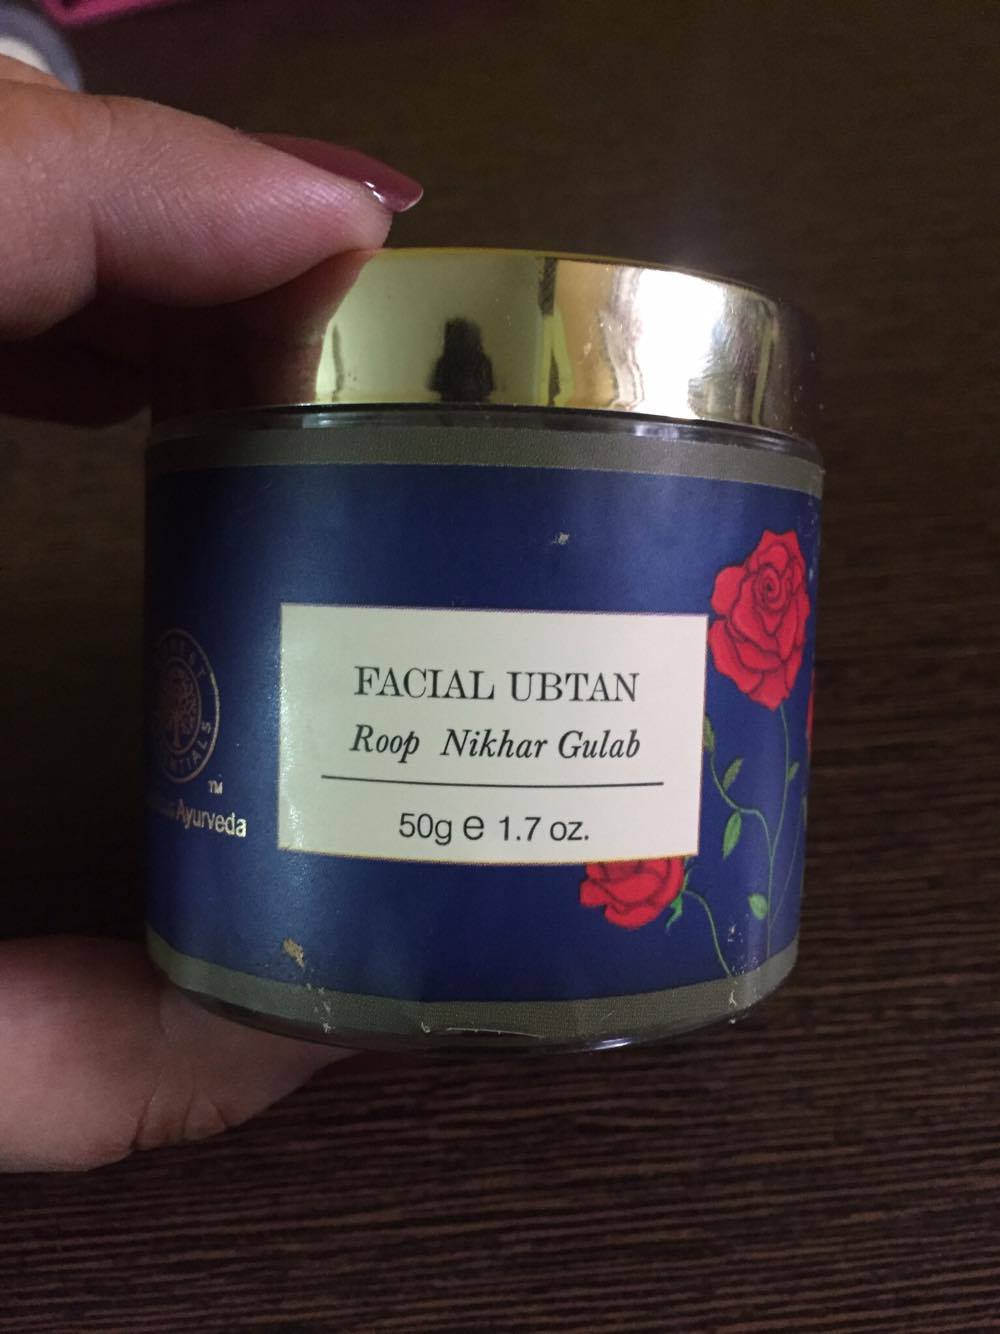 FACIAL UBTAN
Roop Nikhar Gulab
50g e 1.7 oz.
TM
Ayurveda